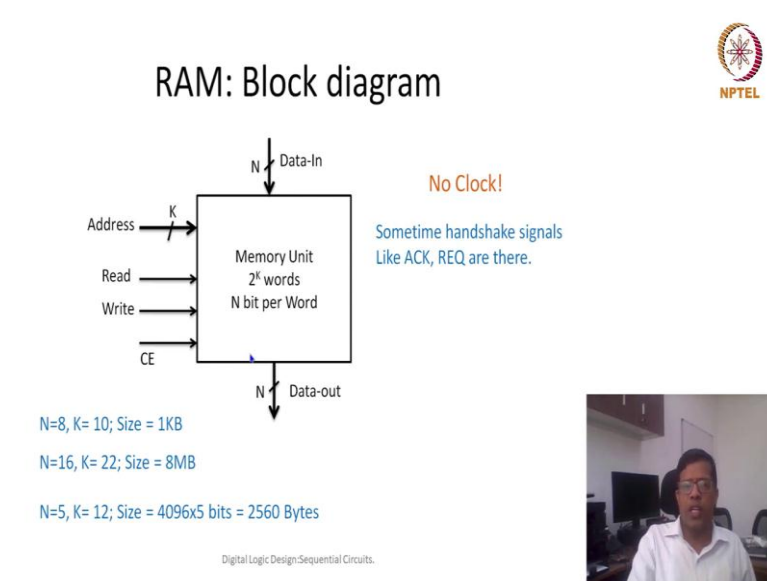 NPTEL
RAM: Block diagram
N Data-In
No Clock!
K
Address
Sometime handshake signals
Like ACK, REQ are there.
Memory Unit
2ᴷ words
N bit per Word
Read
Write
CE
N Data-out
N=8, K= 10; Size = 1KB
N=16, K= 22; Size = 8MB
N=5, K= 12; Size = 4096x5 bits = 2560 Bytes
Digital Logic Design:Sequential Circuits.